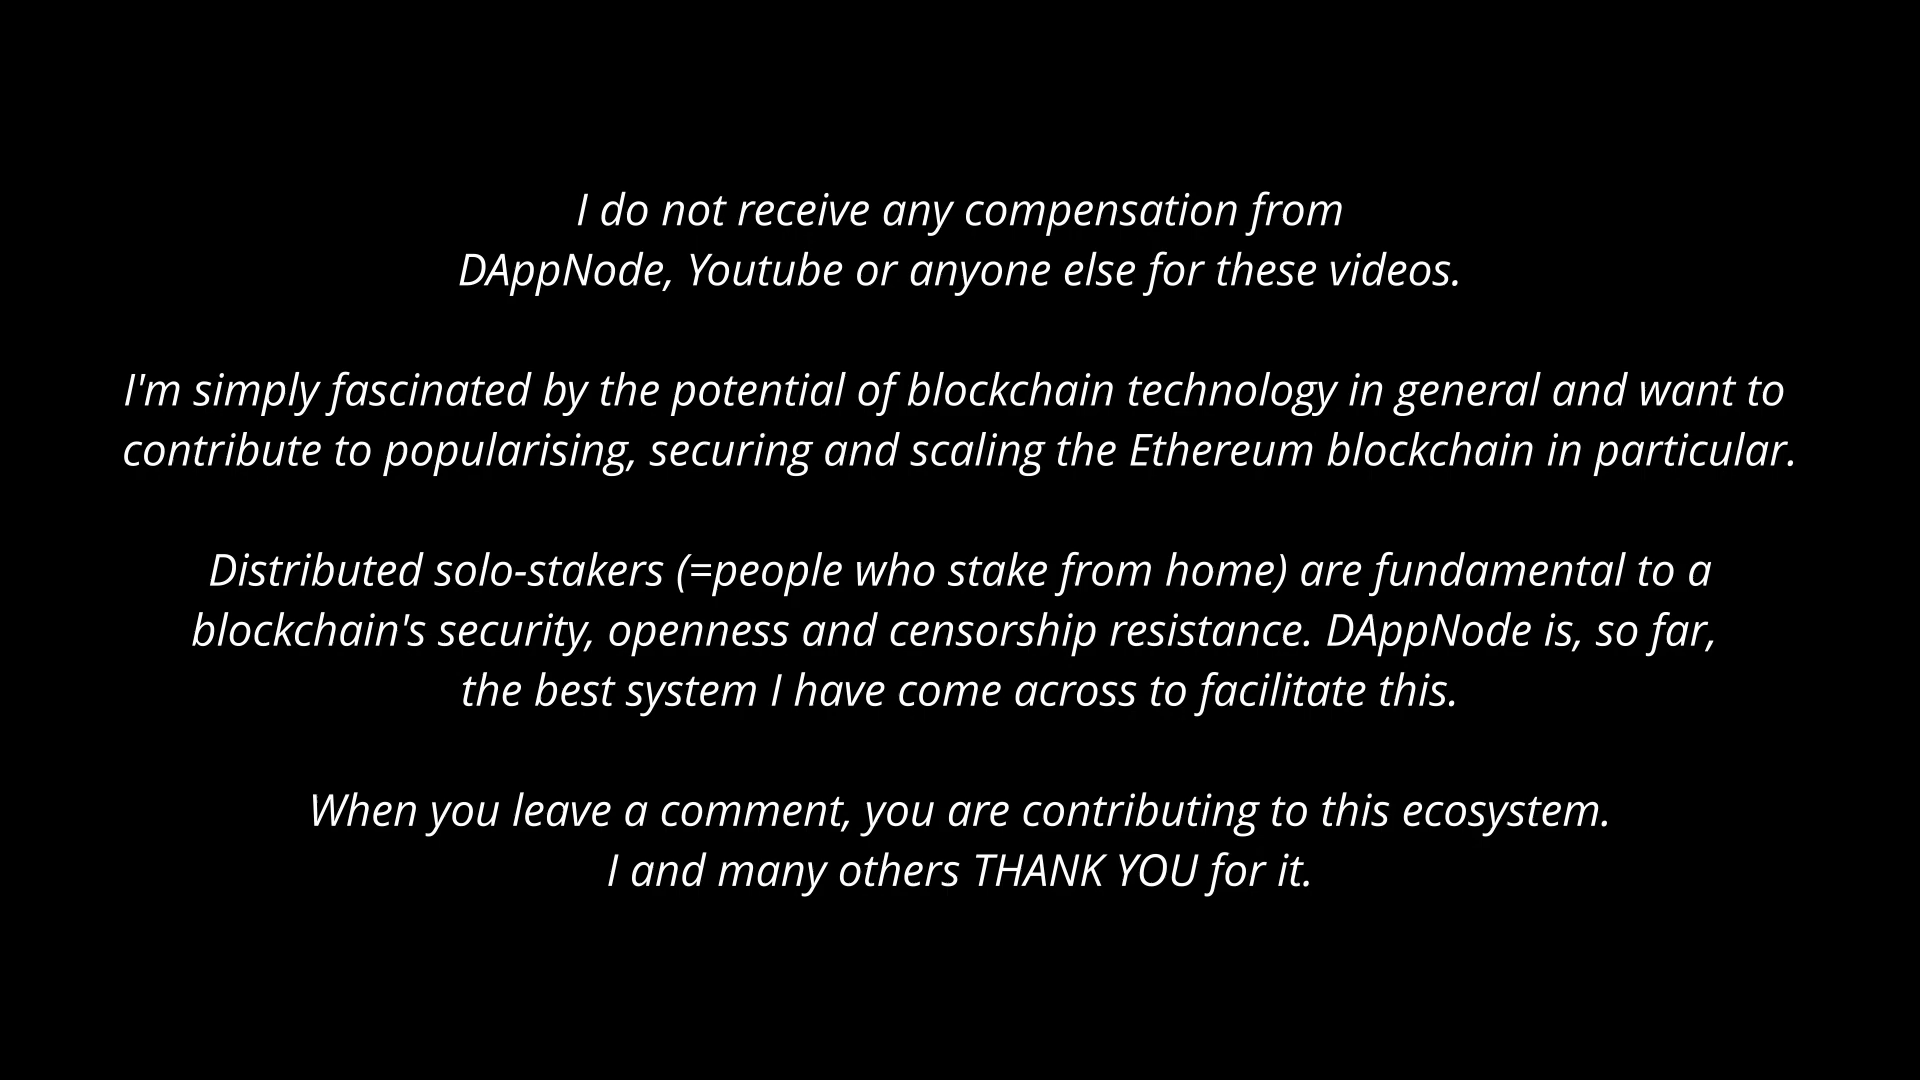 I do not receive any compensation from
DAppNode, Youtube or anyone else for these videos.
I'm simply fascinated by the potential of blockchain technology in general and want to
contribute to popularising, securing and scaling the Ethereum blockchain in particular.
Distributed solo-stakers (=people who stake from home) are fundamental to a
blockchain's security, openness and censorship resistance. DAppNode is, so far,
the best system I have come across to facilitate this.
When you leave a comment, you are contributing to this ecosystem.
I and many others THANK YOU for it.